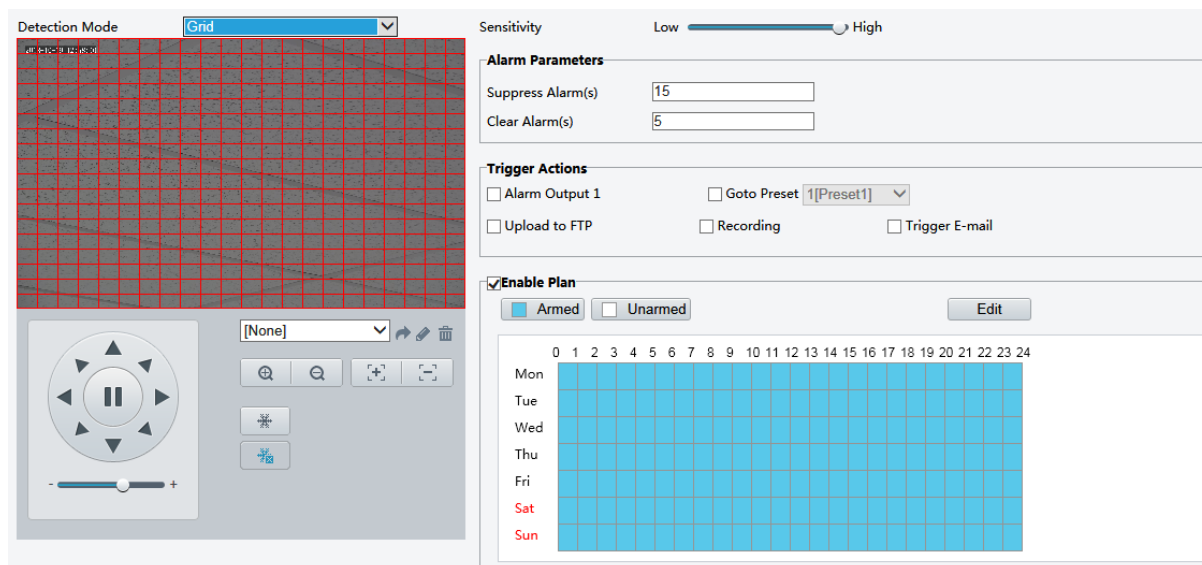 Detection Mode
Grid
Sensitivity
Low
High
Alarm Parameters
Suppress Alarm(s)
15
Clear Alarm(s)
5
Trigger Actions
Alarm Output 1
Goto Preset
1[Preset1]
Upload to FTP
Recording
Trigger E-mail
Enable Plan
Armed
Unarmed
Edit
[None]
- +
0 1 2 3 4 5 6 7 8 9 10 11 12 13 14 15 16 17 18 19 20 21 22 23 24
Mon
Tue
Wed
Thu
Fri
Sat
Sun